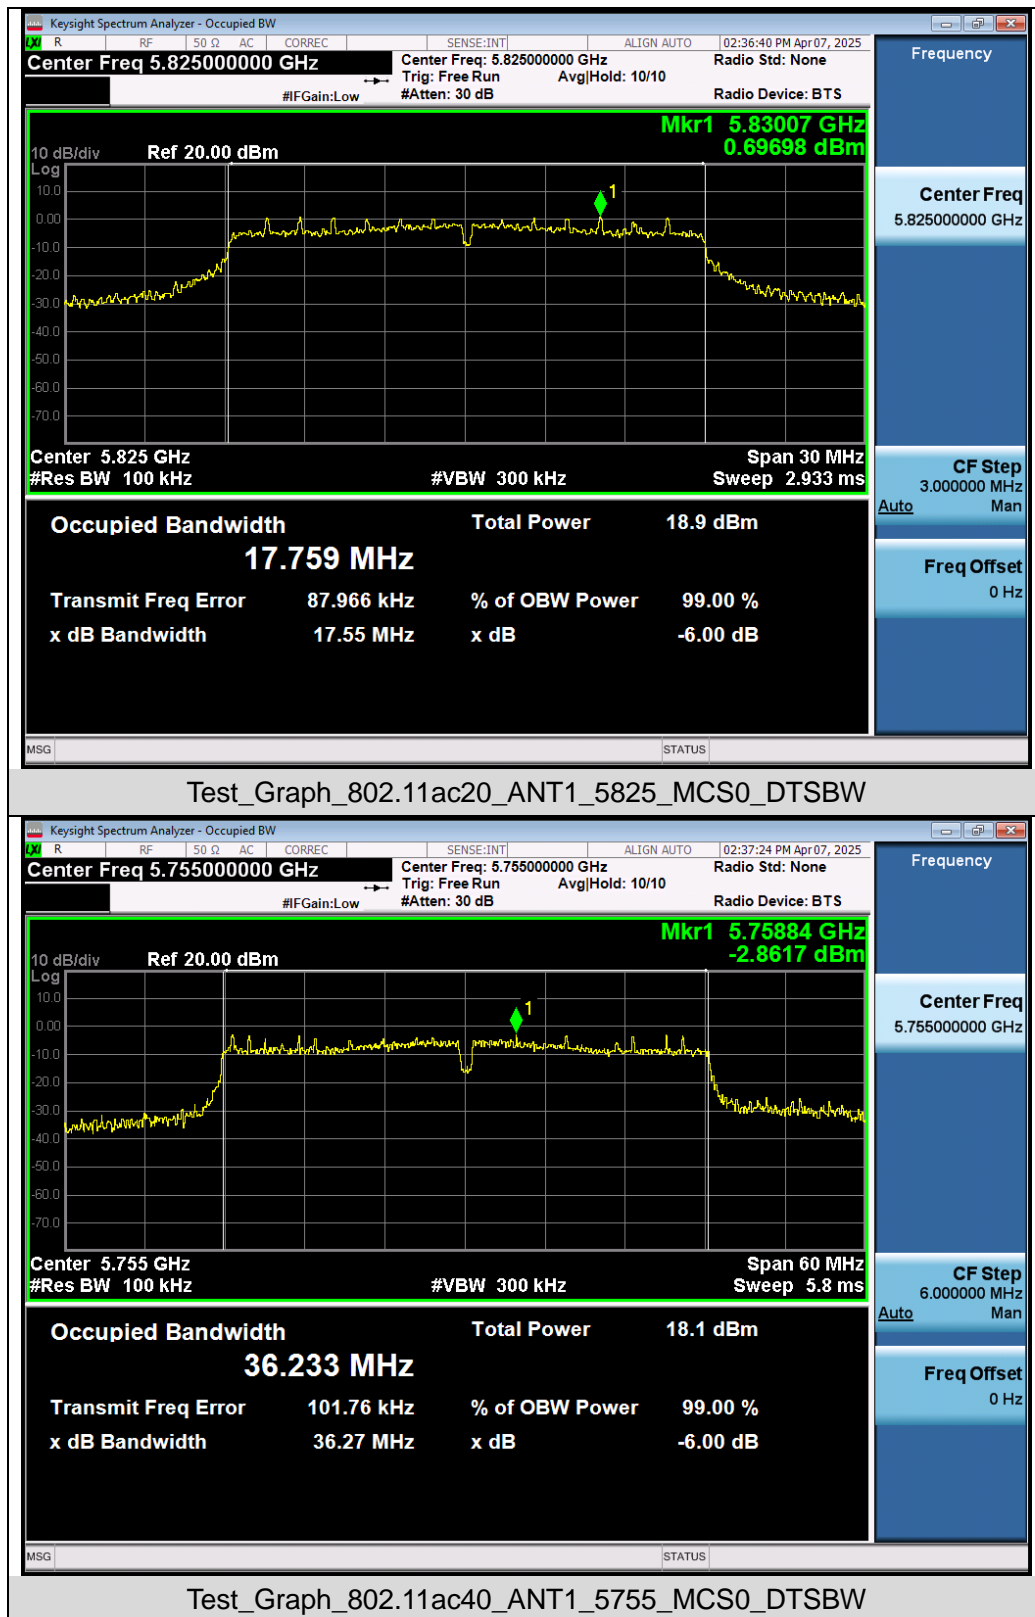 Keysight Spectrum Analyzer - Occupied BW
LXI R RF 50 Ω AC CORREC SENSE:INT ALIGN AUTO 02:36:40 PM Apr 07, 2025
Center Freq 5.825000000 GHz
Center Freq: 5.825000000 GHz
Radio Std: None
Trig: Free Run Avg|Hold: 10/10
#IFGain:Low
#Atten: 30 dB
Radio Device: BTS
Frequency
Mkr1 5.83007 GHz
0.69698 dBm
10 dB/div Ref 20.00 dBm
Log
10.0
0.00
-10.0
-20.0
-30.0
-40.0
-50.0
-60.0
-70.0
1
Center Freq
5.825000000 GHz
Center 5.825 GHz Span 30 MHz
#Res BW 100 kHz #VBW 300 kHz Sweep 2.933 ms
CF Step
3.000000 MHz
Auto Man
Freq Offset
0 Hz
Occupied Bandwidth Total Power 18.9 dBm
17.759 MHz
Transmit Freq Error 87.966 kHz % of OBW Power 99.00 %
x dB Bandwidth 17.55 MHz x dB -6.00 dB
MSG STATUS
Test_Graph_802.11ac20_ANT1_5825_MCS0_DTSBW
Keysight Spectrum Analyzer - Occupied BW
LXI R RF 50 Ω AC CORREC SENSE:INT ALIGN AUTO 02:37:24 PM Apr 07, 2025
Center Freq 5.755000000 GHz
Center Freq: 5.755000000 GHz
Radio Std: None
Trig: Free Run Avg|Hold: 10/10
#IFGain:Low
#Atten: 30 dB
Radio Device: BTS
Frequency
Mkr1 5.75884 GHz
-2.8617 dBm
10 dB/div Ref 20.00 dBm
Log
10.0
0.00
-10.0
-20.0
-30.0
-40.0
-50.0
-60.0
-70.0
1
Center Freq
5.755000000 GHz
Center 5.755 GHz Span 60 MHz
#Res BW 100 kHz #VBW 300 kHz Sweep 5.8 ms
CF Step
6.000000 MHz
Auto Man
Freq Offset
0 Hz
Occupied Bandwidth Total Power 18.1 dBm
36.233 MHz
Transmit Freq Error 101.76 kHz % of OBW Power 99.00 %
x dB Bandwidth 36.27 MHz x dB -6.00 dB
MSG STATUS
Test_Graph_802.11ac40_ANT1_5755_MCS0_DTSBW